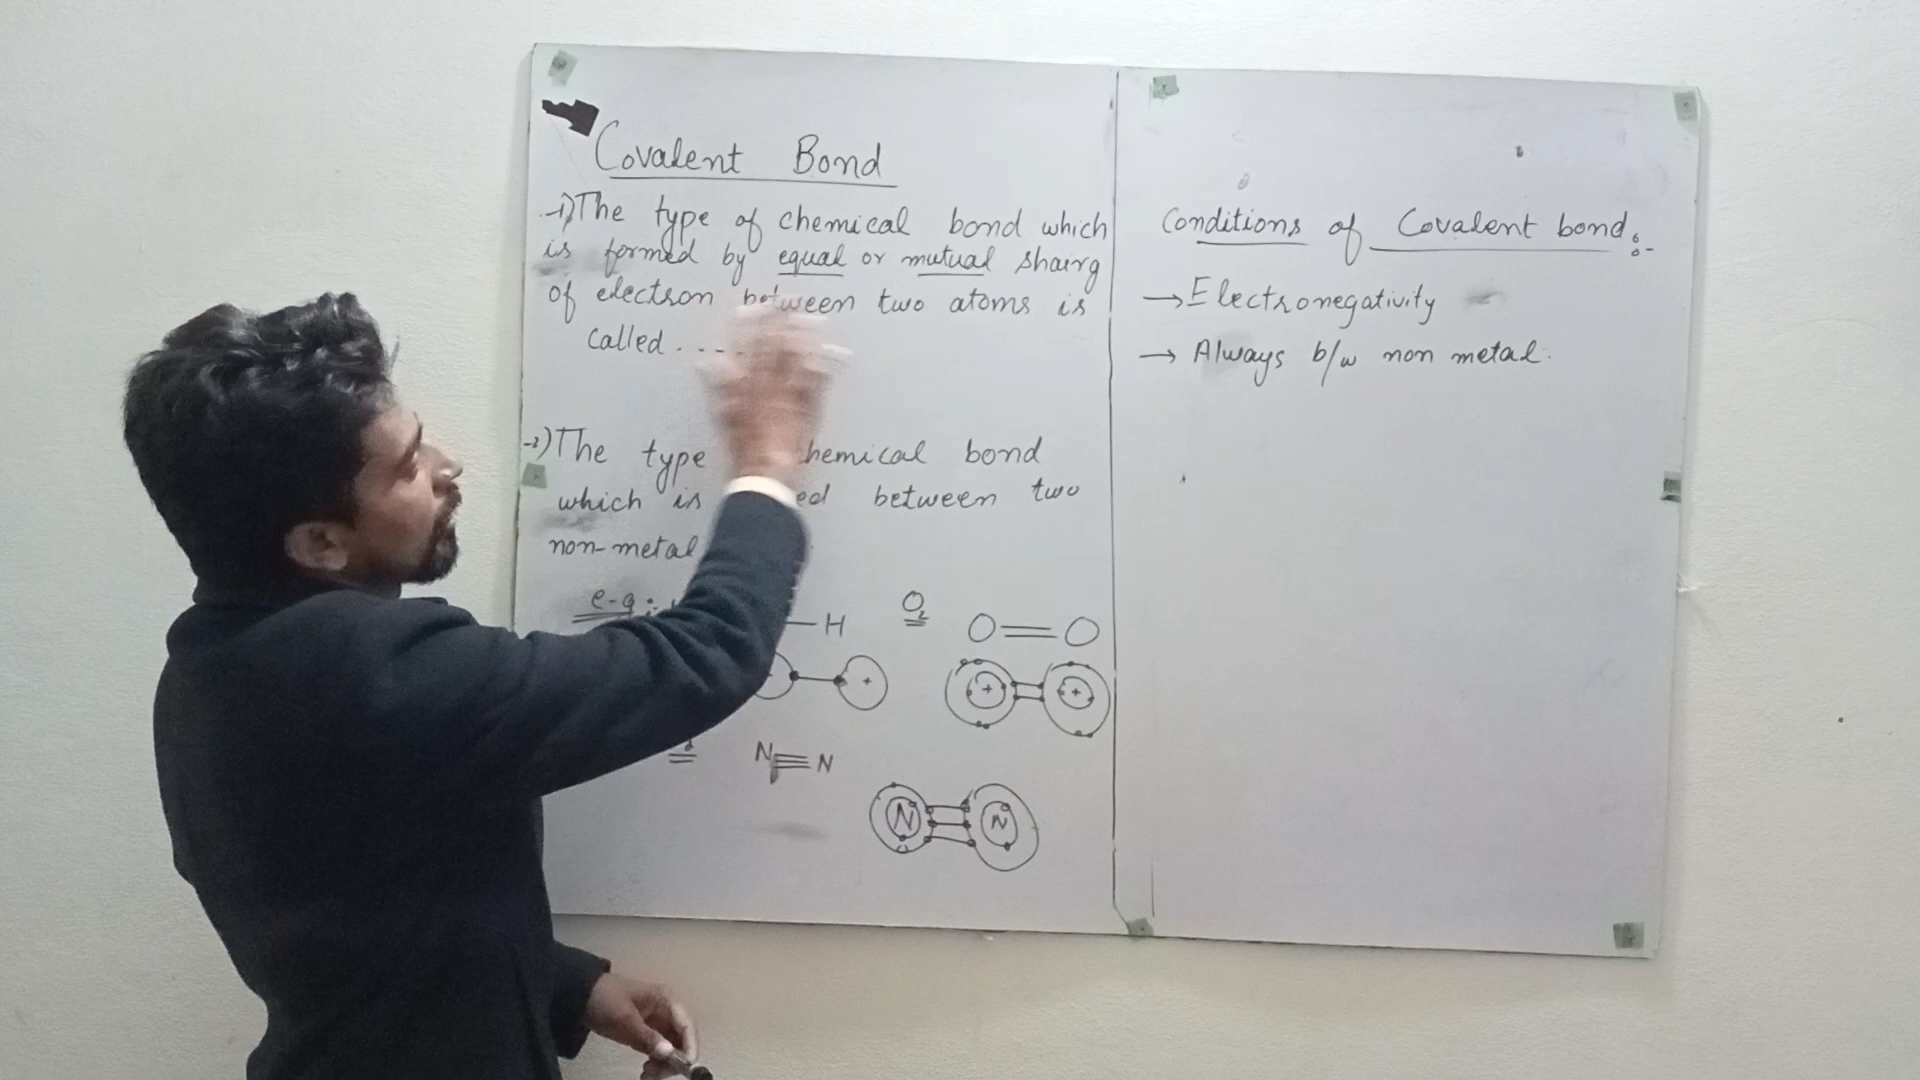 Covalent Bond
-1) The type of chemical bond which
is formed by equal or mutual shairg
of electron between two atoms is
called . . . .
-2) The type hemical bond
which is ed between two
non-metal
e-g :-
— H
O2
O = O
+
+ +
N ≡ N
N N
Conditions of Covalent bond :-
→ Electronegativity
→ Always b/w non metal.